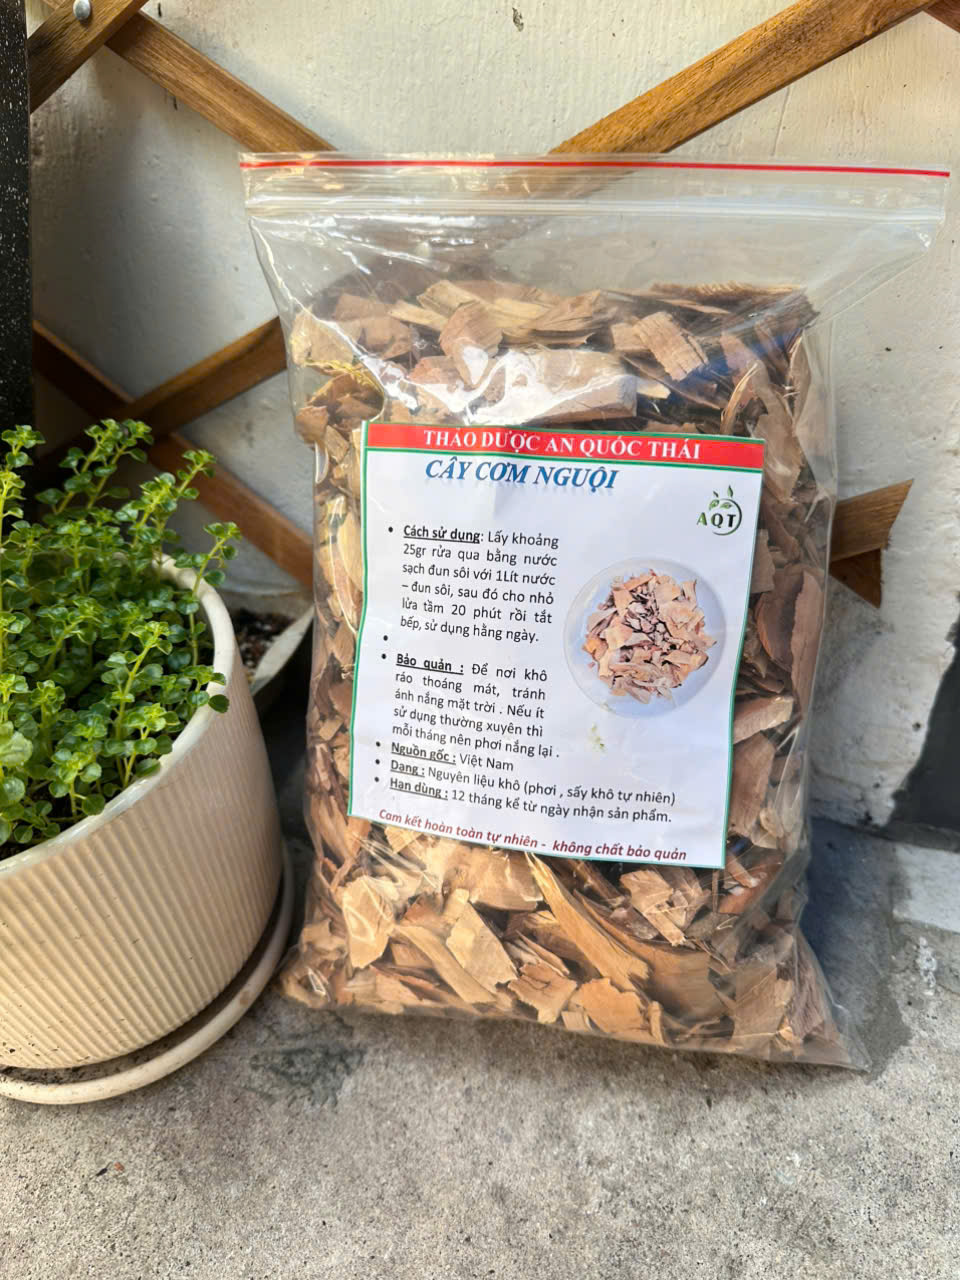 THẢO DƯỢC AN QUỐC THÁI
CÂY CƠM NGUỘI
AQT
• Cách sử dụng: Lấy khoảng
25gr rửa qua bằng nước
sạch đun sôi với 1Lít nước
– đun sôi, sau đó cho nhỏ
lửa tầm 20 phút rồi tắt
bếp, sử dụng hằng ngày.
•
• Bảo quản : Để nơi khô
ráo thoáng mát, tránh
ánh nắng mặt trời . Nếu ít
sử dụng thường xuyên thì
mỗi tháng nên phơi nắng lại .
• Nguồn gốc : Việt Nam
• Dạng : Nguyên liệu khô (phơi , sấy khô tự nhiên)
• Hạn dùng : 12 tháng kể từ ngày nhận sản phẩm.
Cam kết hoàn toàn tự nhiên - không chất bảo quản